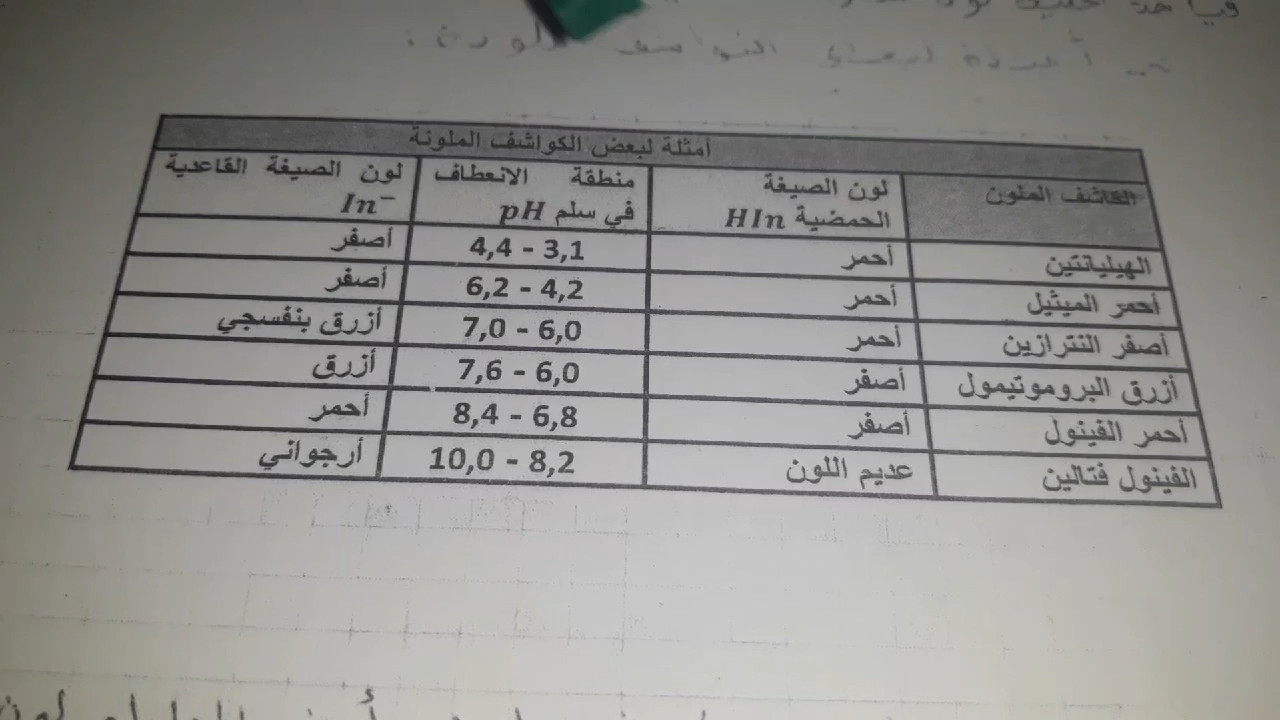 أمثلة لبعض الكواشف الملونة
الكاشف الملون لون الصيغة الحمضية HIn منطقة الانعطاف في سلم pH لون الصيغة القاعدية In⁻
الهيليانتين أحمر 3,1 - 4,4 أصفر
أحمر الميثيل أحمر 4,2 - 6,2 أصفر
أصفر النترازين أحمر 6,0 - 7,0 أزرق بنفسجي
أزرق البروموتيمول أصفر 6,0 - 7,6 أزرق
أحمر الفينول أصفر 6,8 - 8,4 أحمر
الفينول فتالين عديم اللون 8,2 - 10,0 أرجواني